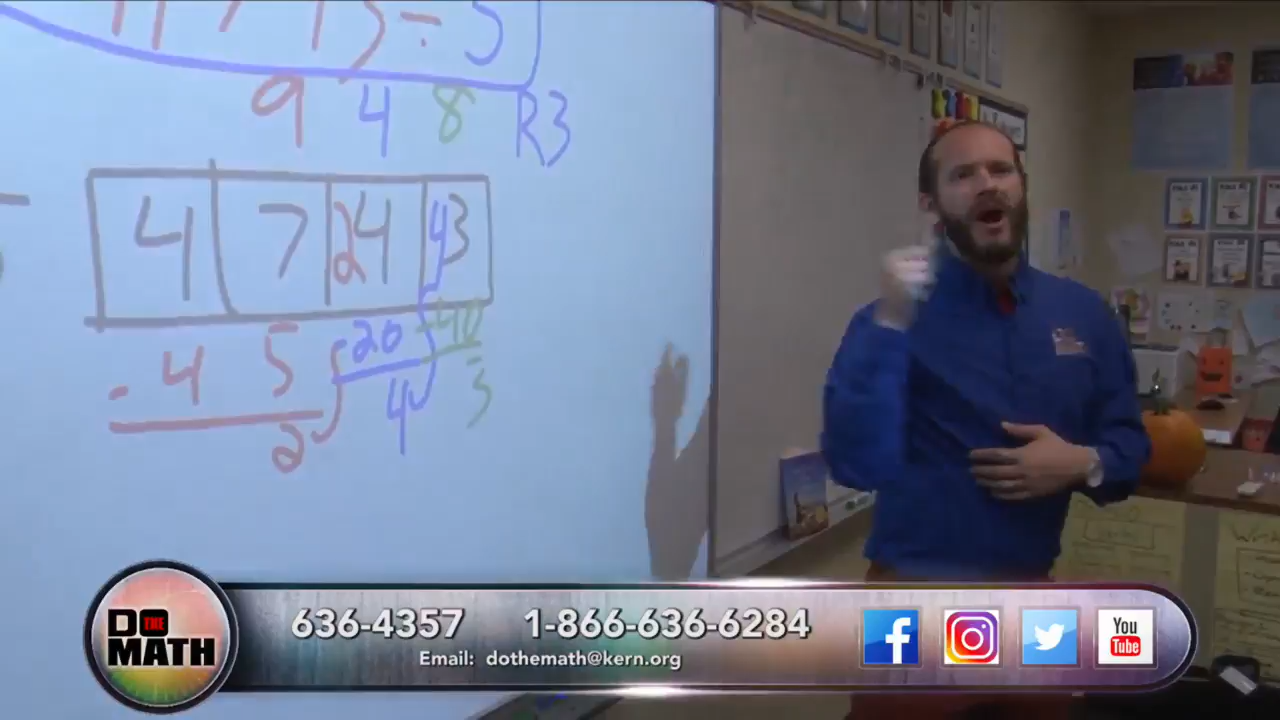 4743 ÷ 5
9 4 8 R3
4 7 24 43
- 4 5 20 -40
2 4 3
DO THE MATH
636-4357 1-866-636-6284
Email: dothemath@kern.org
You Tube